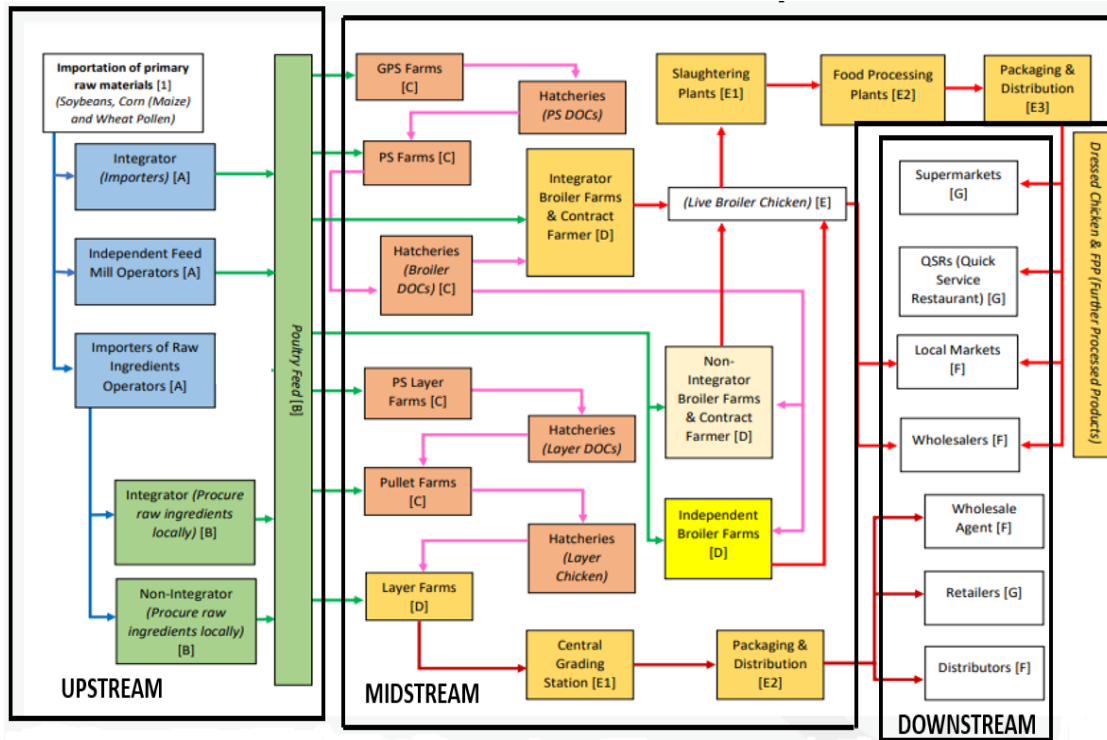 Importation of primary
raw materials [1]
(Soybeans, Corn (Maize)
and Wheat Pollen)
Integrator
(Importers) [A]
Independent Feed
Mill Operators [A]
Importers of Raw
Ingredients
Operators [A]
Integrator (Procure
raw ingredients
locally) [B]
Non-Integrator
(Procure raw
ingredients locally)
[B]
UPSTREAM
Poultry Feed [B]
GPS Farms
[C]
Hatcheries
(PS DOCs)
PS Farms [C]
Integrator
Broiler Farms
& Contract
Farmer [D]
Hatcheries
(Broiler
DOCs) [C]
PS Layer
Farms [C]
Hatcheries
(Layer DOCs)
Pullet Farms
[C]
Hatcheries
(Layer
Chicken)
Layer Farms
[D]
Central
Grading
Station [E1]
Packaging &
Distribution
[E2]
MIDSTREAM
Slaughtering
Plants [E1]
Food Processing
Plants [E2]
Packaging &
Distribution
[E3]
(Live Broiler Chicken) [E]
Non-
Integrator
Broiler Farms
& Contract
Farmer [D]
Independent
Broiler Farms
[D]
Supermarkets
[G]
QSRs (Quick
Service
Restaurant) [G]
Local Markets
[F]
Wholesalers [F]
Wholesale
Agent [F]
Retailers [G]
Distributors [F]
DOWNSTREAM
Dressed Chicken & FPP (Further Processed Products)